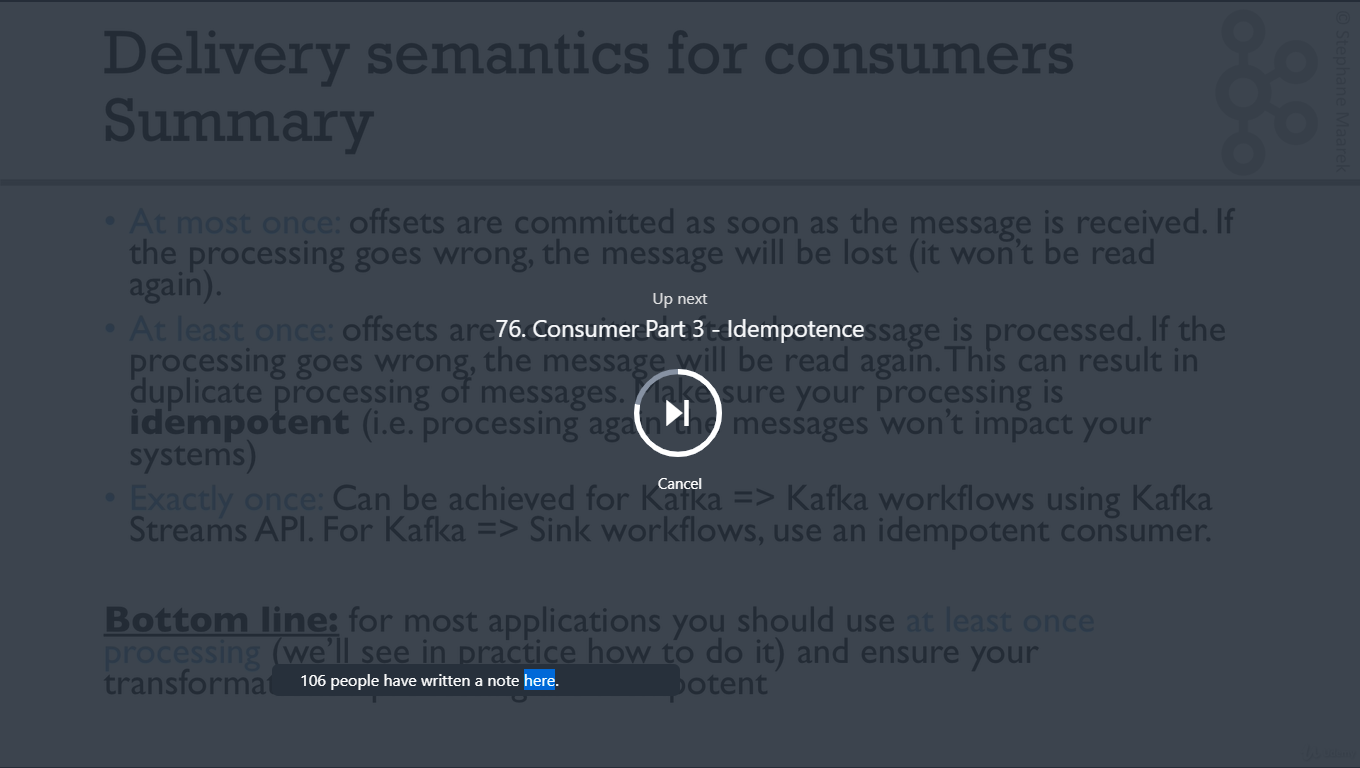 Delivery semantics for consumers
Summary
© Stephane Maarek
• At most once: offsets are committed as soon as the message is received. If
the processing goes wrong, the message will be lost (it won't be read
again).
Up next
76. Consumer Part 3 - Idempotence
• At least once: offsets are committed after the message is processed. If the
processing goes wrong, the message will be read again. This can result in
duplicate processing of messages. Make sure your processing is
idempotent (i.e. processing again the messages won't impact your
systems)
Cancel
• Exactly once: Can be achieved for Kafka => Kafka workflows using Kafka
Streams API. For Kafka => Sink workflows, use an idempotent consumer.
Bottom line: for most applications you should use at least once
processing (we'll see in practice how to do it) and ensure your
106 people have written a note here.